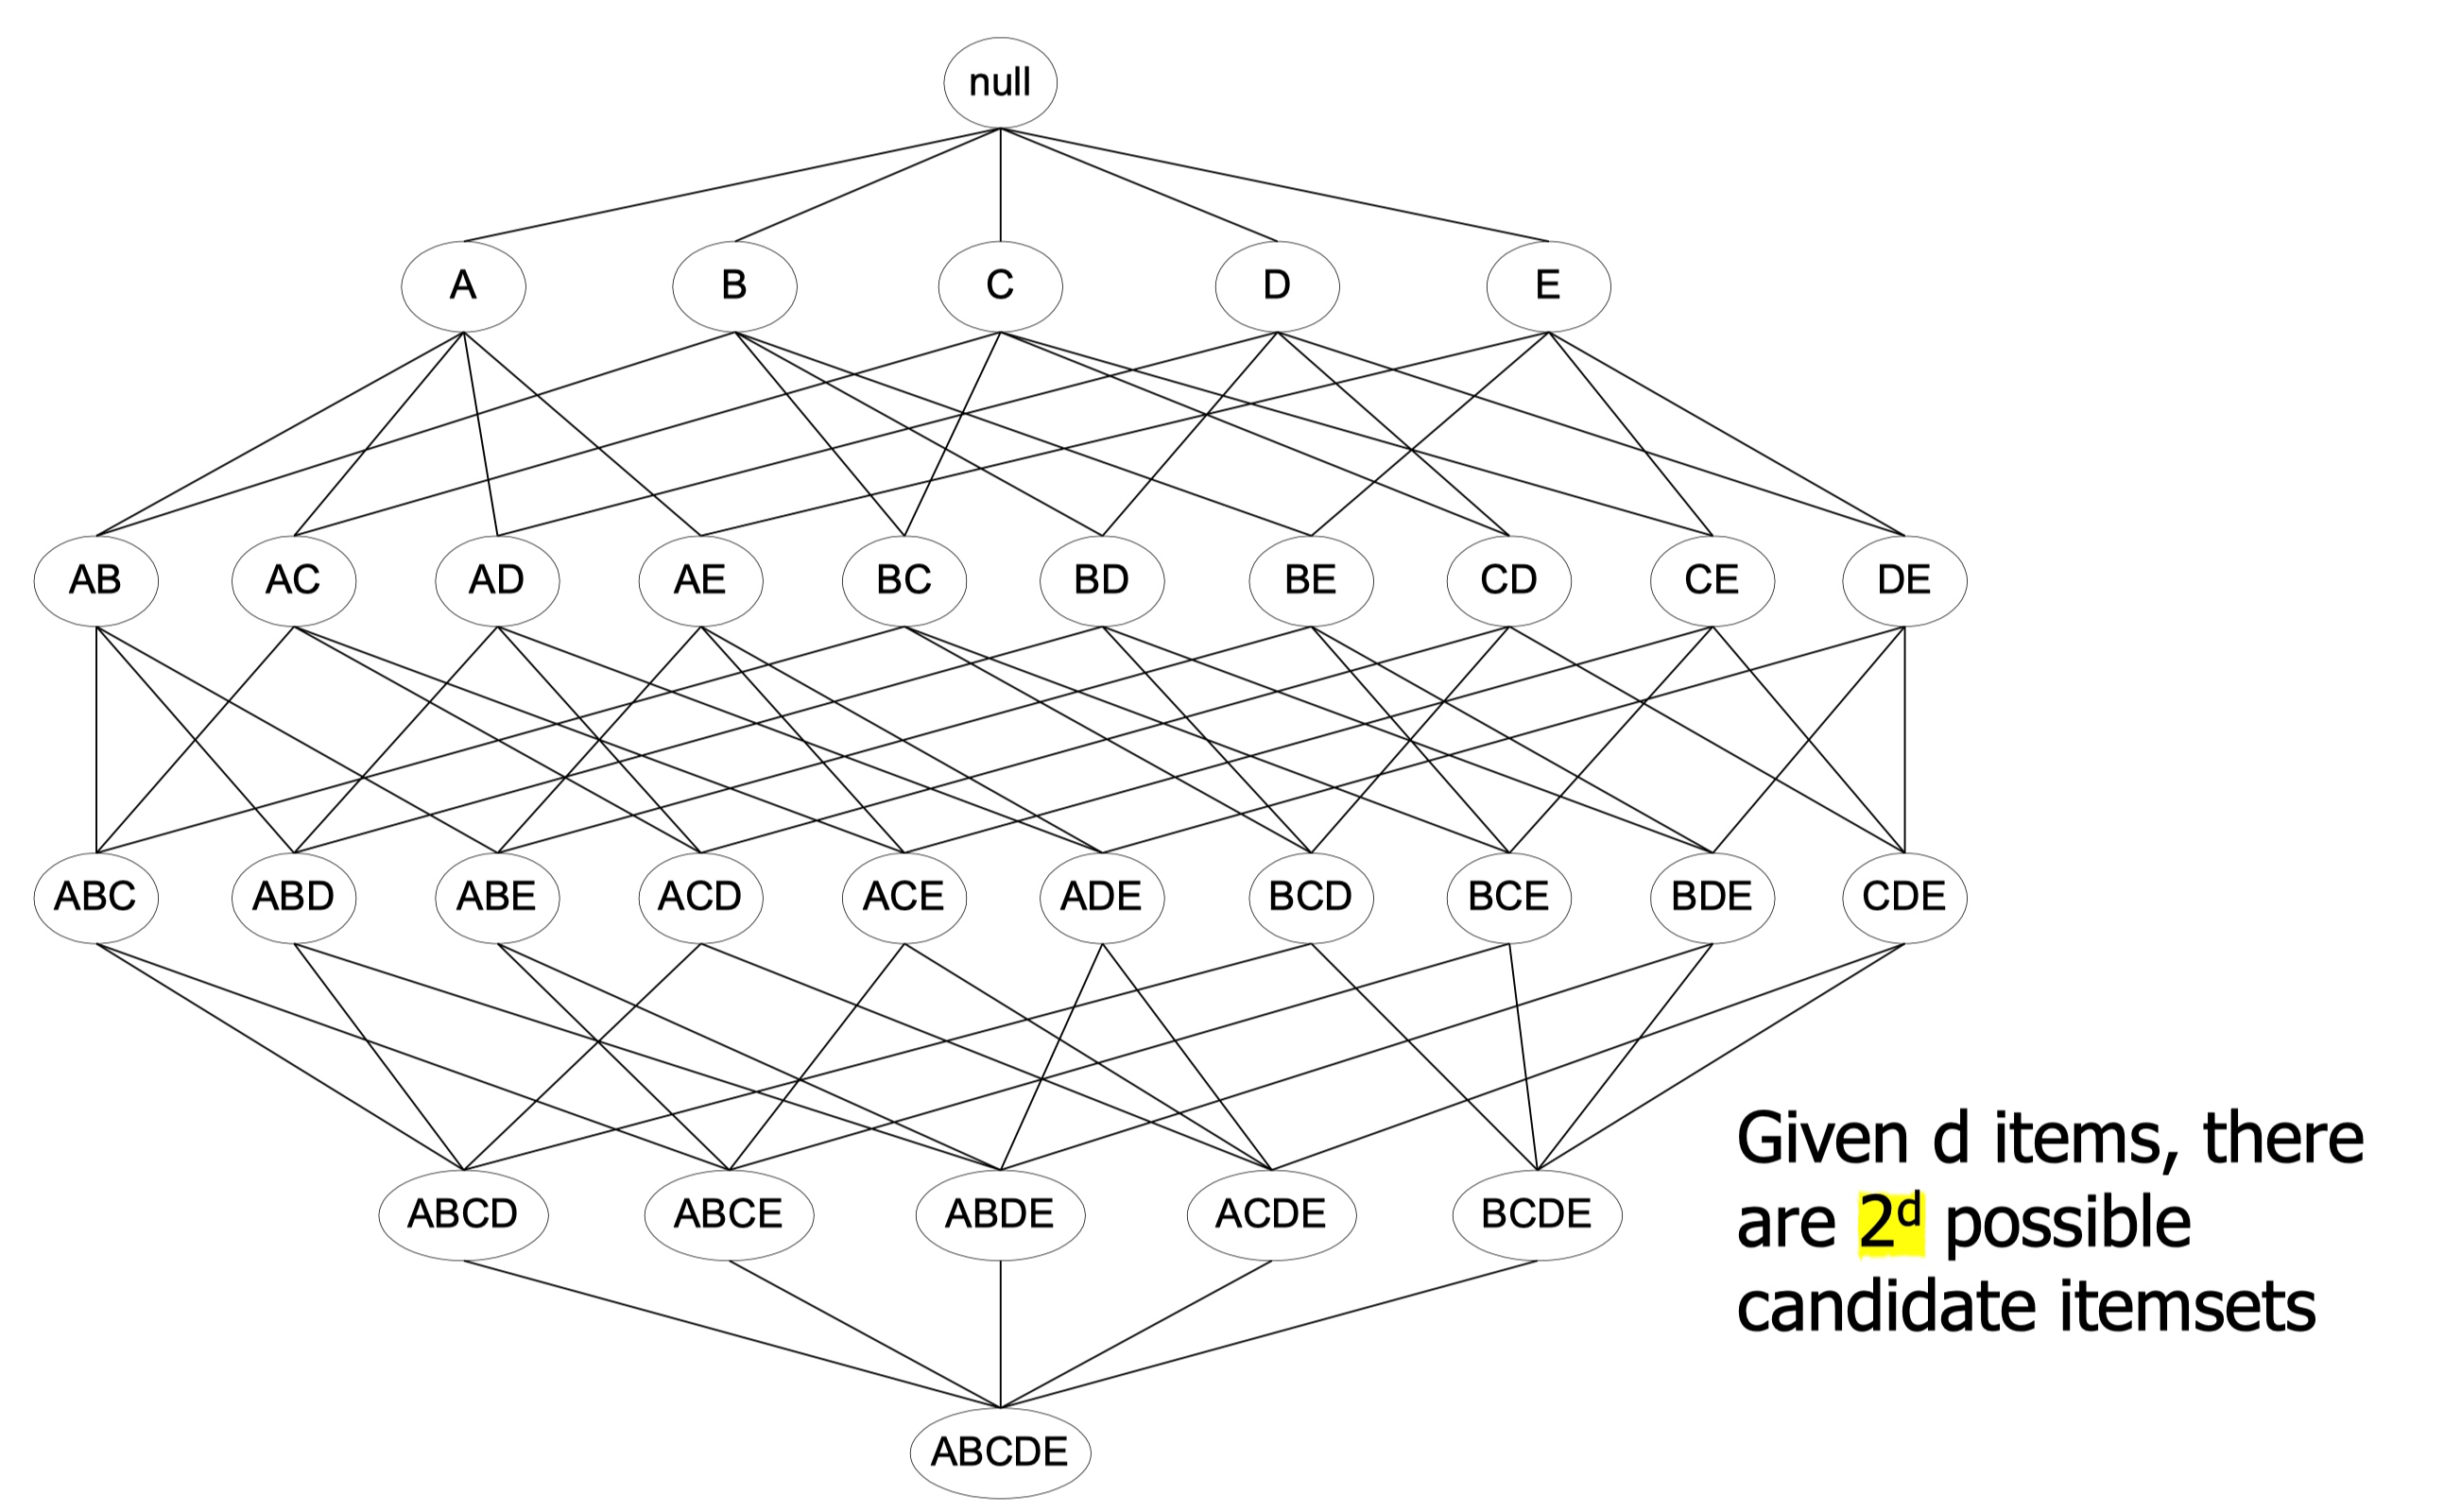 null
A B C D E
AB AC AD AE BC BD BE CD CE DE
ABC ABD ABE ACD ACE ADE BCD BCE BDE CDE
ABCD ABCE ABDE ACDE BCDE
ABCDE
Given d items, there
are 2ᵈ possible
candidate itemsets